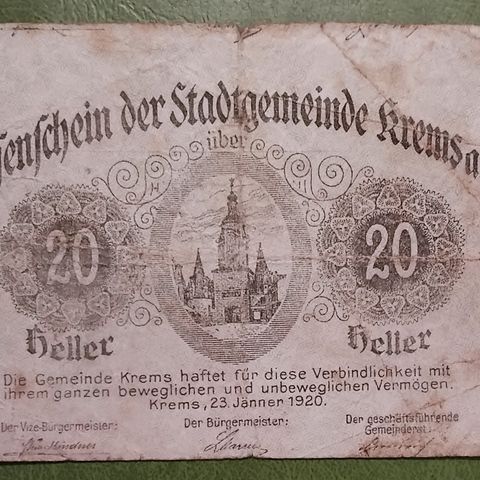 senschein der Stadtgemeinde Krems a
über
20 20
Heller Heller
Die Gemeinde Krems haftet für diese Verbindlichkeit mit
ihrem ganzen beweglichen und unbeweglichen Vermögen.
Krems, 23. Jänner 1920.
Der Vize-Bürgermeister: Der Bürgermeister: Der geschäftsführende
Gemeinderat: